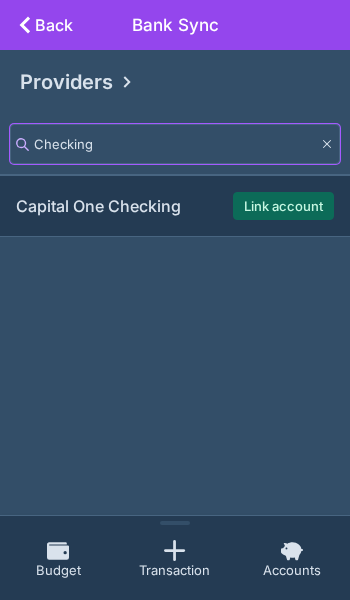 Back
Bank Sync
Providers
Checking
Capital One Checking
Link account
Budget
Transaction
Accounts